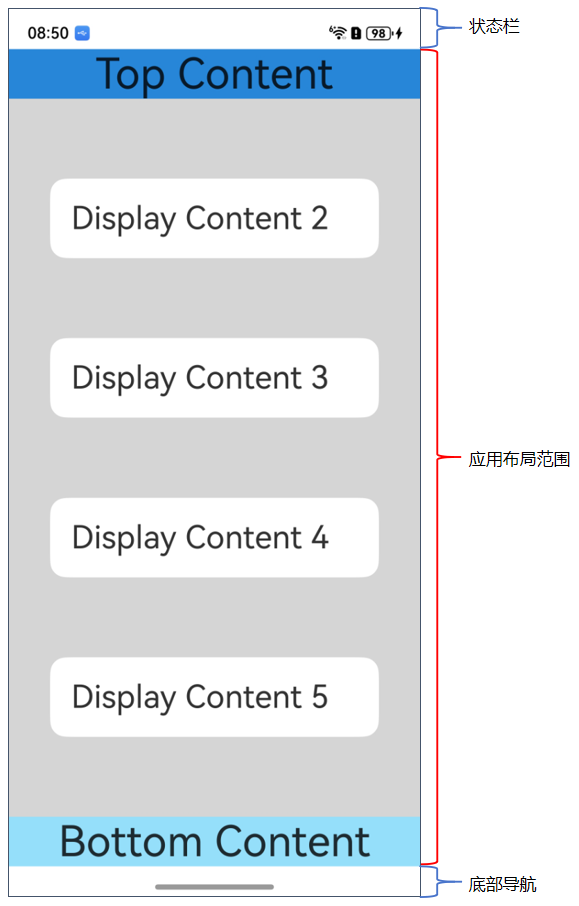 08:50
98
状态栏
Top Content
Display Content 2
Display Content 3
应用布局范围
Display Content 4
Display Content 5
Bottom Content
底部导航